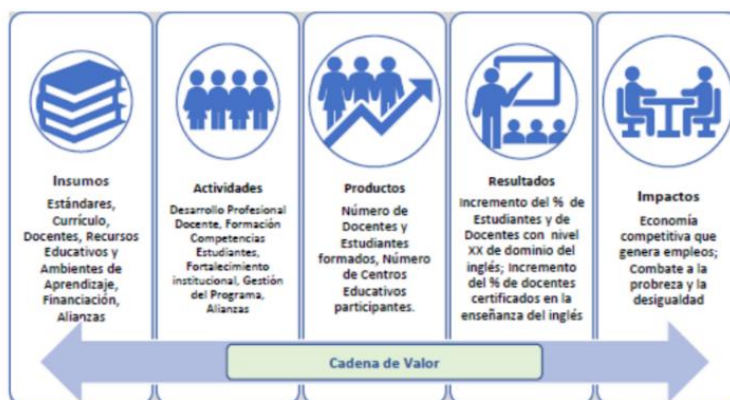 Insumos
Estándares,
Currículo,
Docentes, Recursos
Educativos y
Ambientes de
Aprendizaje,
Financiación,
Alianzas
Actividades
Desarrollo Profesional
Docente, Formación
Competencias
Estudiantes,
Fortalecimiento
institucional, Gestión
del Programa,
Alianzas
Productos
Número de
Docentes y
Estudiantes
formados, Número
de Centros
Educativos
participantes.
Resultados
Incremento del % de
Estudiantes y de
Docentes con nivel
XX de dominio del
inglés; Incremento
del % de docentes
certificados en la
enseñanza del inglés
Impactos
Economía
competitiva que
genera empleos;
Combate a la
probreza y la
desigualdad
Cadena de Valor